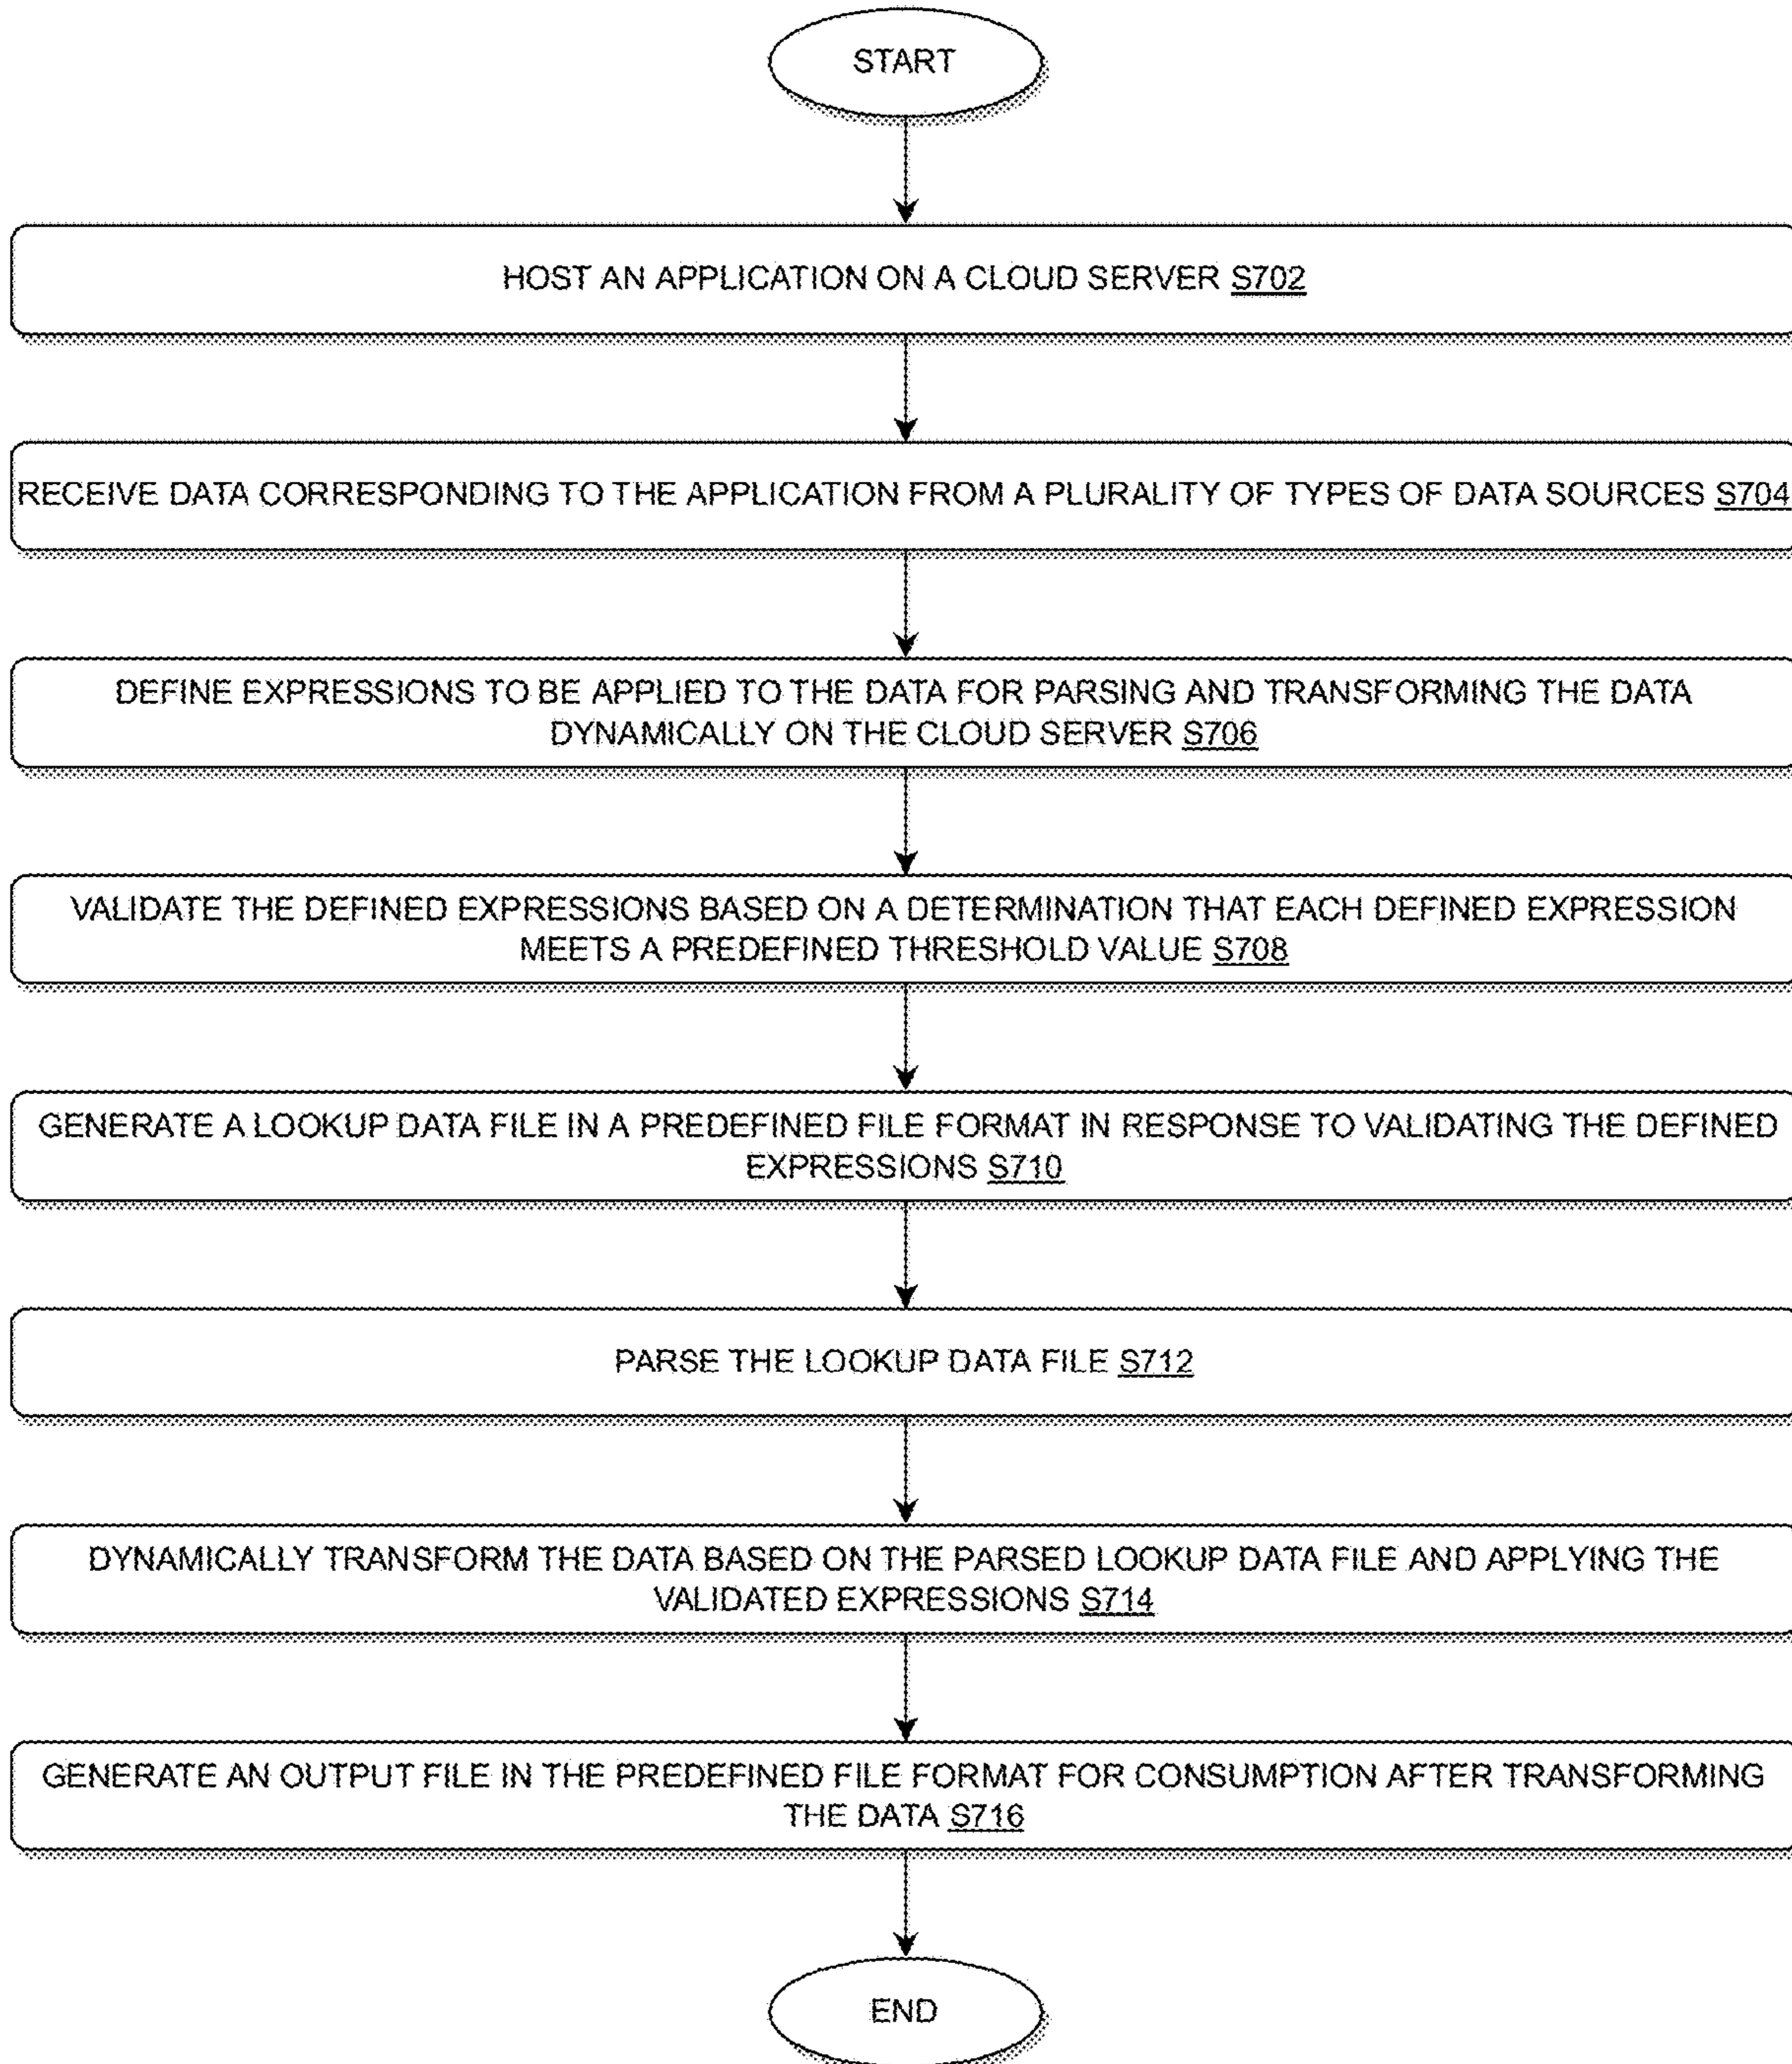 START
HOST AN APPLICATION ON A CLOUD SERVER S702
RECEIVE DATA CORRESPONDING TO THE APPLICATION FROM A PLURALITY OF TYPES OF DATA SOURCES S704
DEFINE EXPRESSIONS TO BE APPLIED TO THE DATA FOR PARSING AND TRANSFORMING THE DATA
DYNAMICALLY ON THE CLOUD SERVER S706
VALIDATE THE DEFINED EXPRESSIONS BASED ON A DETERMINATION THAT EACH DEFINED EXPRESSION
MEETS A PREDEFINED THRESHOLD VALUE S708
GENERATE A LOOKUP DATA FILE IN A PREDEFINED FILE FORMAT IN RESPONSE TO VALIDATING THE DEFINED
EXPRESSIONS S710
PARSE THE LOOKUP DATA FILE S712
DYNAMICALLY TRANSFORM THE DATA BASED ON THE PARSED LOOKUP DATA FILE AND APPLYING THE
VALIDATED EXPRESSIONS S714
GENERATE AN OUTPUT FILE IN THE PREDEFINED FILE FORMAT FOR CONSUMPTION AFTER TRANSFORMING
THE DATA S716
END